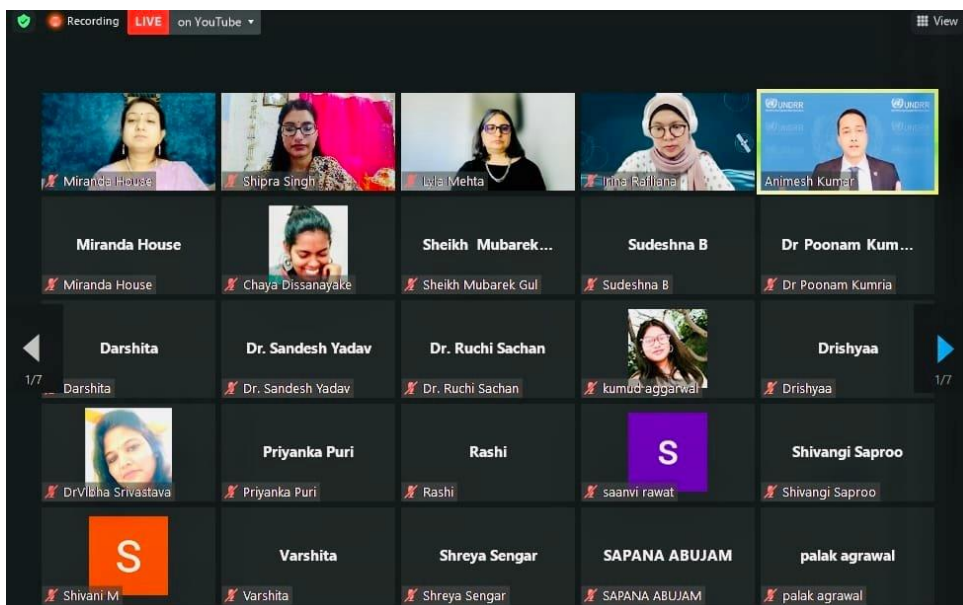 Recording LIVE on YouTube View
UNDRR UNDRR
Miranda House Shipra Singh Lyla Mehta Irina Rafliana Animesh Kumar
Miranda House Sheikh Mubarek... Sudeshna B Dr Poonam Kum...
Miranda House Chaya Dissanayake Sheikh Mubarek Gul Sudeshna B Dr Poonam Kumria
Darshita Dr. Sandesh Yadav Dr. Ruchi Sachan Drishyaa
1/7 Darshita Dr. Sandesh Yadav Dr. Ruchi Sachan kumud aggarwal Drishyaa 1/7
Priyanka Puri Rashi S Shivangi Saproo
DrVibha Srivastava Priyanka Puri Rashi saanvi rawat Shivangi Saproo
S Varshita Shreya Sengar SAPANA ABUJAM palak agrawal
Shivani M Varshita Shreya Sengar SAPANA ABUJAM palak agrawal